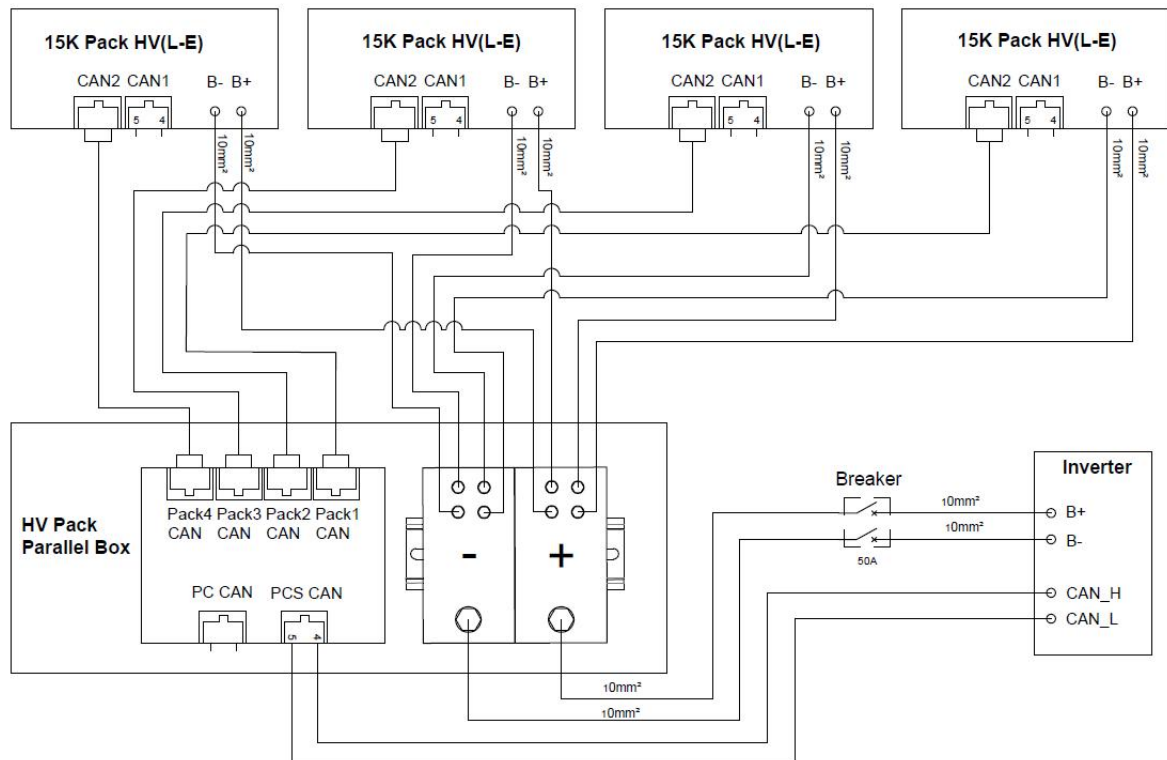 15K Pack HV(L-E)
CAN2 CAN1 B- B+
5 4
10mm² 10mm²
15K Pack HV(L-E)
CAN2 CAN1 B- B+
5 4
10mm² 10mm²
15K Pack HV(L-E)
CAN2 CAN1 B- B+
5 4
10mm² 10mm²
15K Pack HV(L-E)
CAN2 CAN1 B- B+
5 4
10mm² 10mm²
HV Pack
Parallel Box
Pack4 Pack3 Pack2 Pack1
CAN CAN CAN CAN
PC CAN PCS CAN
5 4
- +
10mm²
10mm²
Breaker
50A
10mm²
10mm²
Inverter
B+
B-
CAN_H
CAN_L